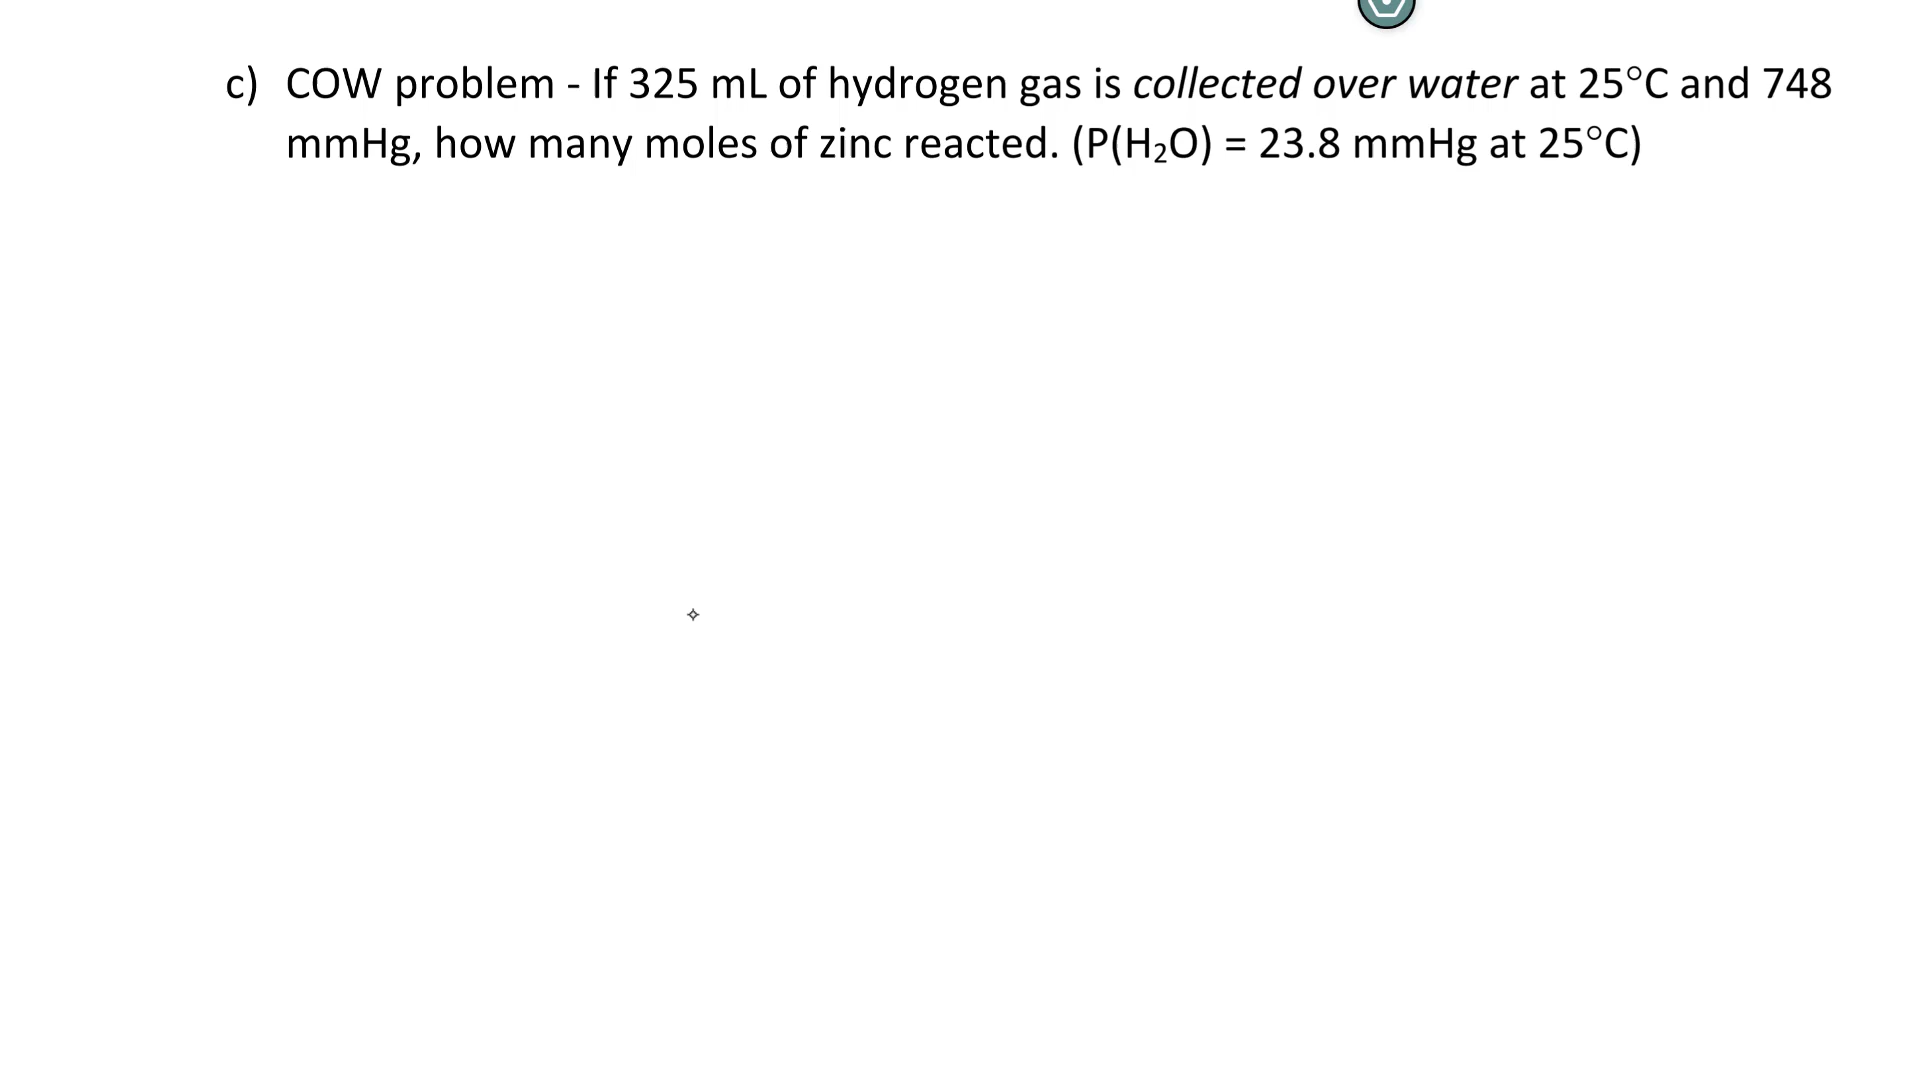 c) COW problem - If 325 mL of hydrogen gas is collected over water at 25°C and 748
mmHg, how many moles of zinc reacted. (P(H₂O) = 23.8 mmHg at 25°C)